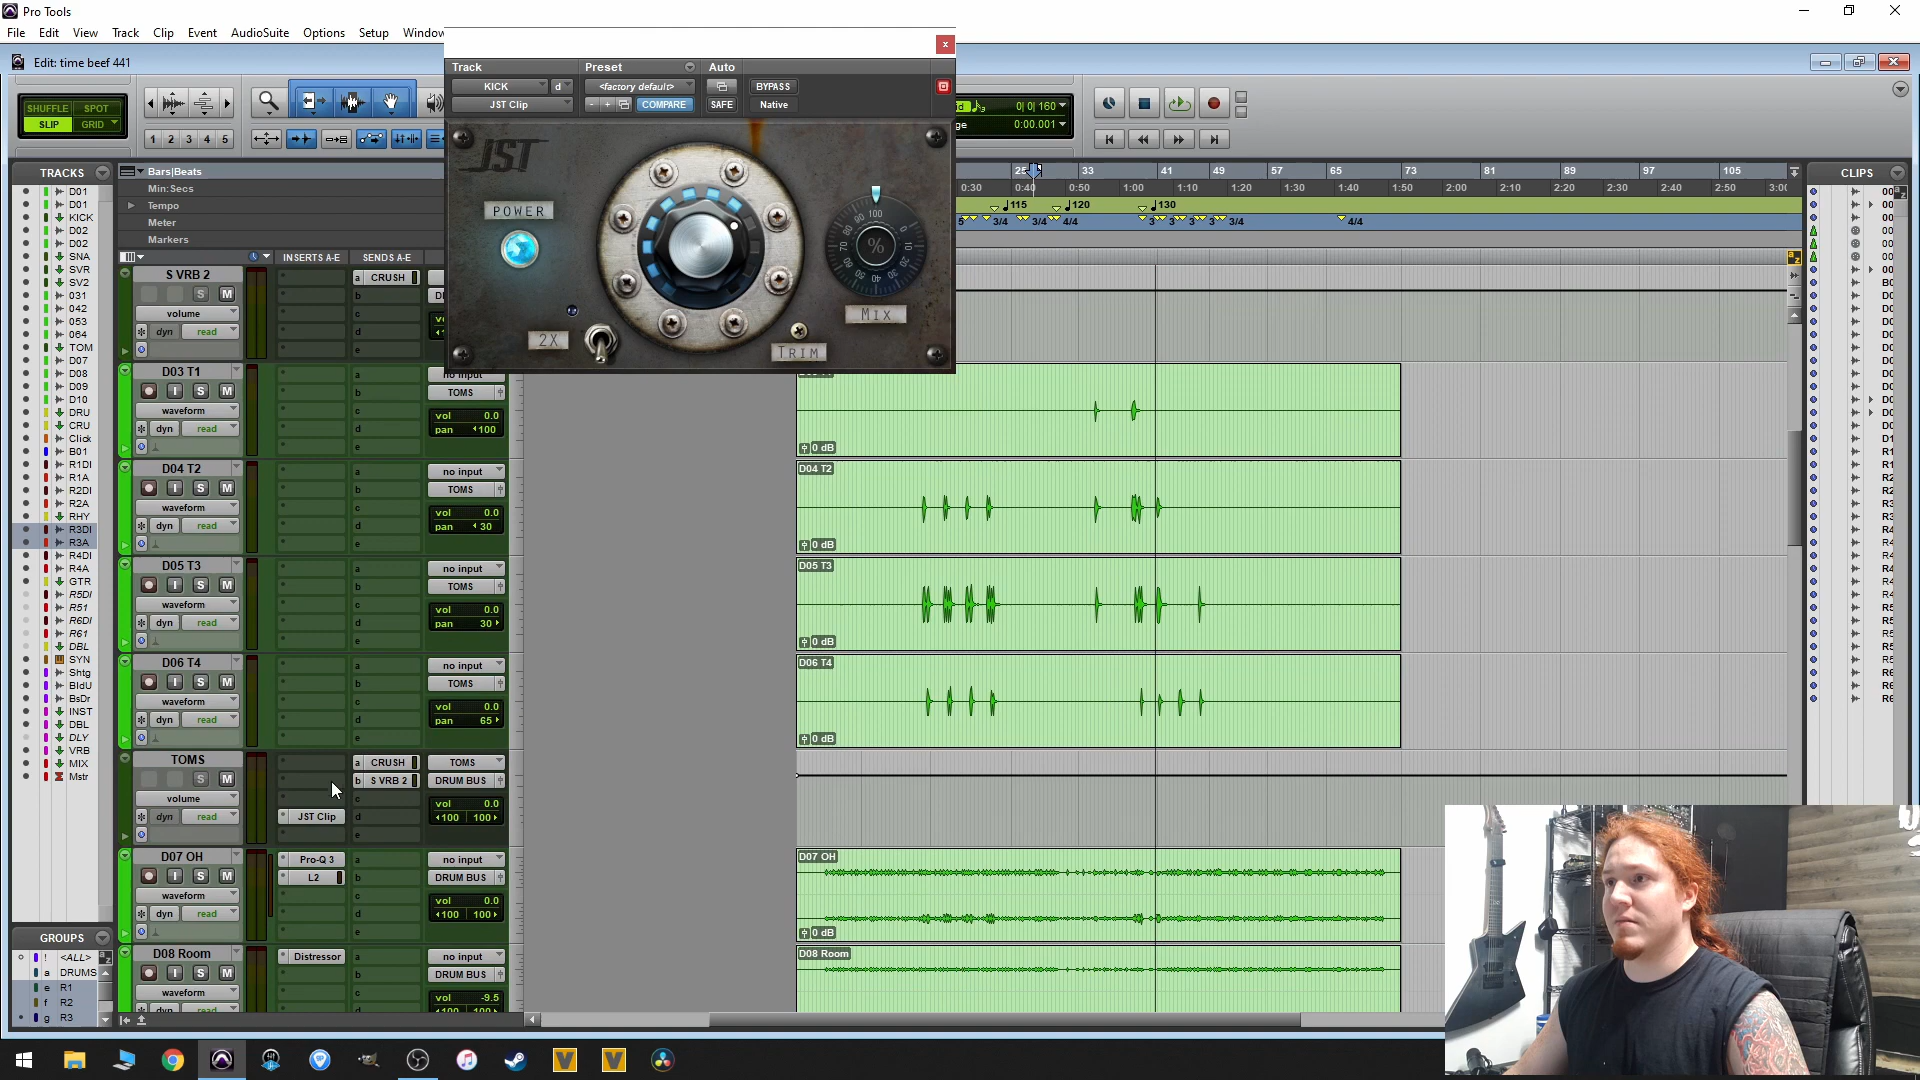 Pro Tools
File Edit View Track Clip Event AudioSuite Options Setup Window
Edit: time beef 441
SHUFFLE SPOT
SLIP GRID
1 2 3 4 5
Track Preset Auto
KICK d <factory default> BYPASS
JST Clip - + COMPARE SAFE Native
JST
POWER
2X
TRIM
MIX
%
0|0|160
0:00.001
TRACKS
D01
D01
KICK
D02
D02
SNA
SVR
SV2
031
042
053
064
TOM
D07
D08
D09
D10
DRU
CRU
Click
B01
R1DI
R1A
R2DI
R2A
RHY
R3DI
R3A
R4DI
R4A
GTR
R5DI
R51
R6DI
R61
DBL
SYN
Shtg
BldU
BsDr
INST
DBL
DLY
VRB
MIX
Mstr
GROUPS
! <ALL>
a DRUMS
e R1
f R2
g R3
Bars|Beats
Min:Secs
Tempo
Meter
Markers
25 33 41 49 57 65 73 81 89 97 105
0:30 0:40 0:50 1:00 1:10 1:20 1:30 1:40 1:50 2:00 2:10 2:20 2:30 2:40 2:50 3:00
115 120 130
3/4 3/4 4/4 3/4 4/4
INSERTS A-E SENDS A-E
S VRB 2
S M
volume
dyn read
a CRUSH
b
c
d
e
D03 T1
I S M
waveform
dyn read
a
b
c
d
e
no input
TOMS
vol 0.0
pan 100
0 dB
D04 T2
I S M
waveform
dyn read
a
b
c
d
e
no input
TOMS
vol 0.0
pan 30
D04 T2
0 dB
D05 T3
I S M
waveform
dyn read
a
b
c
d
e
no input
TOMS
vol 0.0
pan 30
D05 T3
0 dB
D06 T4
I S M
waveform
dyn read
a
b
c
d
e
no input
TOMS
vol 0.0
pan 65
D06 T4
0 dB
TOMS
S M
volume
dyn read
JST Clip
a CRUSH
b S VRB 2
c
d
e
TOMS
DRUM BUS
vol 0.0
100 100
D07 OH
I S M
waveform
dyn read
Pro-Q 3
L2
a
b
c
d
e
no input
DRUM BUS
vol 0.0
100 100
D07 OH
0 dB
D08 Room
I S M
waveform
dyn read
Distressor
a
b
c
d
no input
DRUM BUS
vol -9.5
100 100
D08 Room
CLIPS